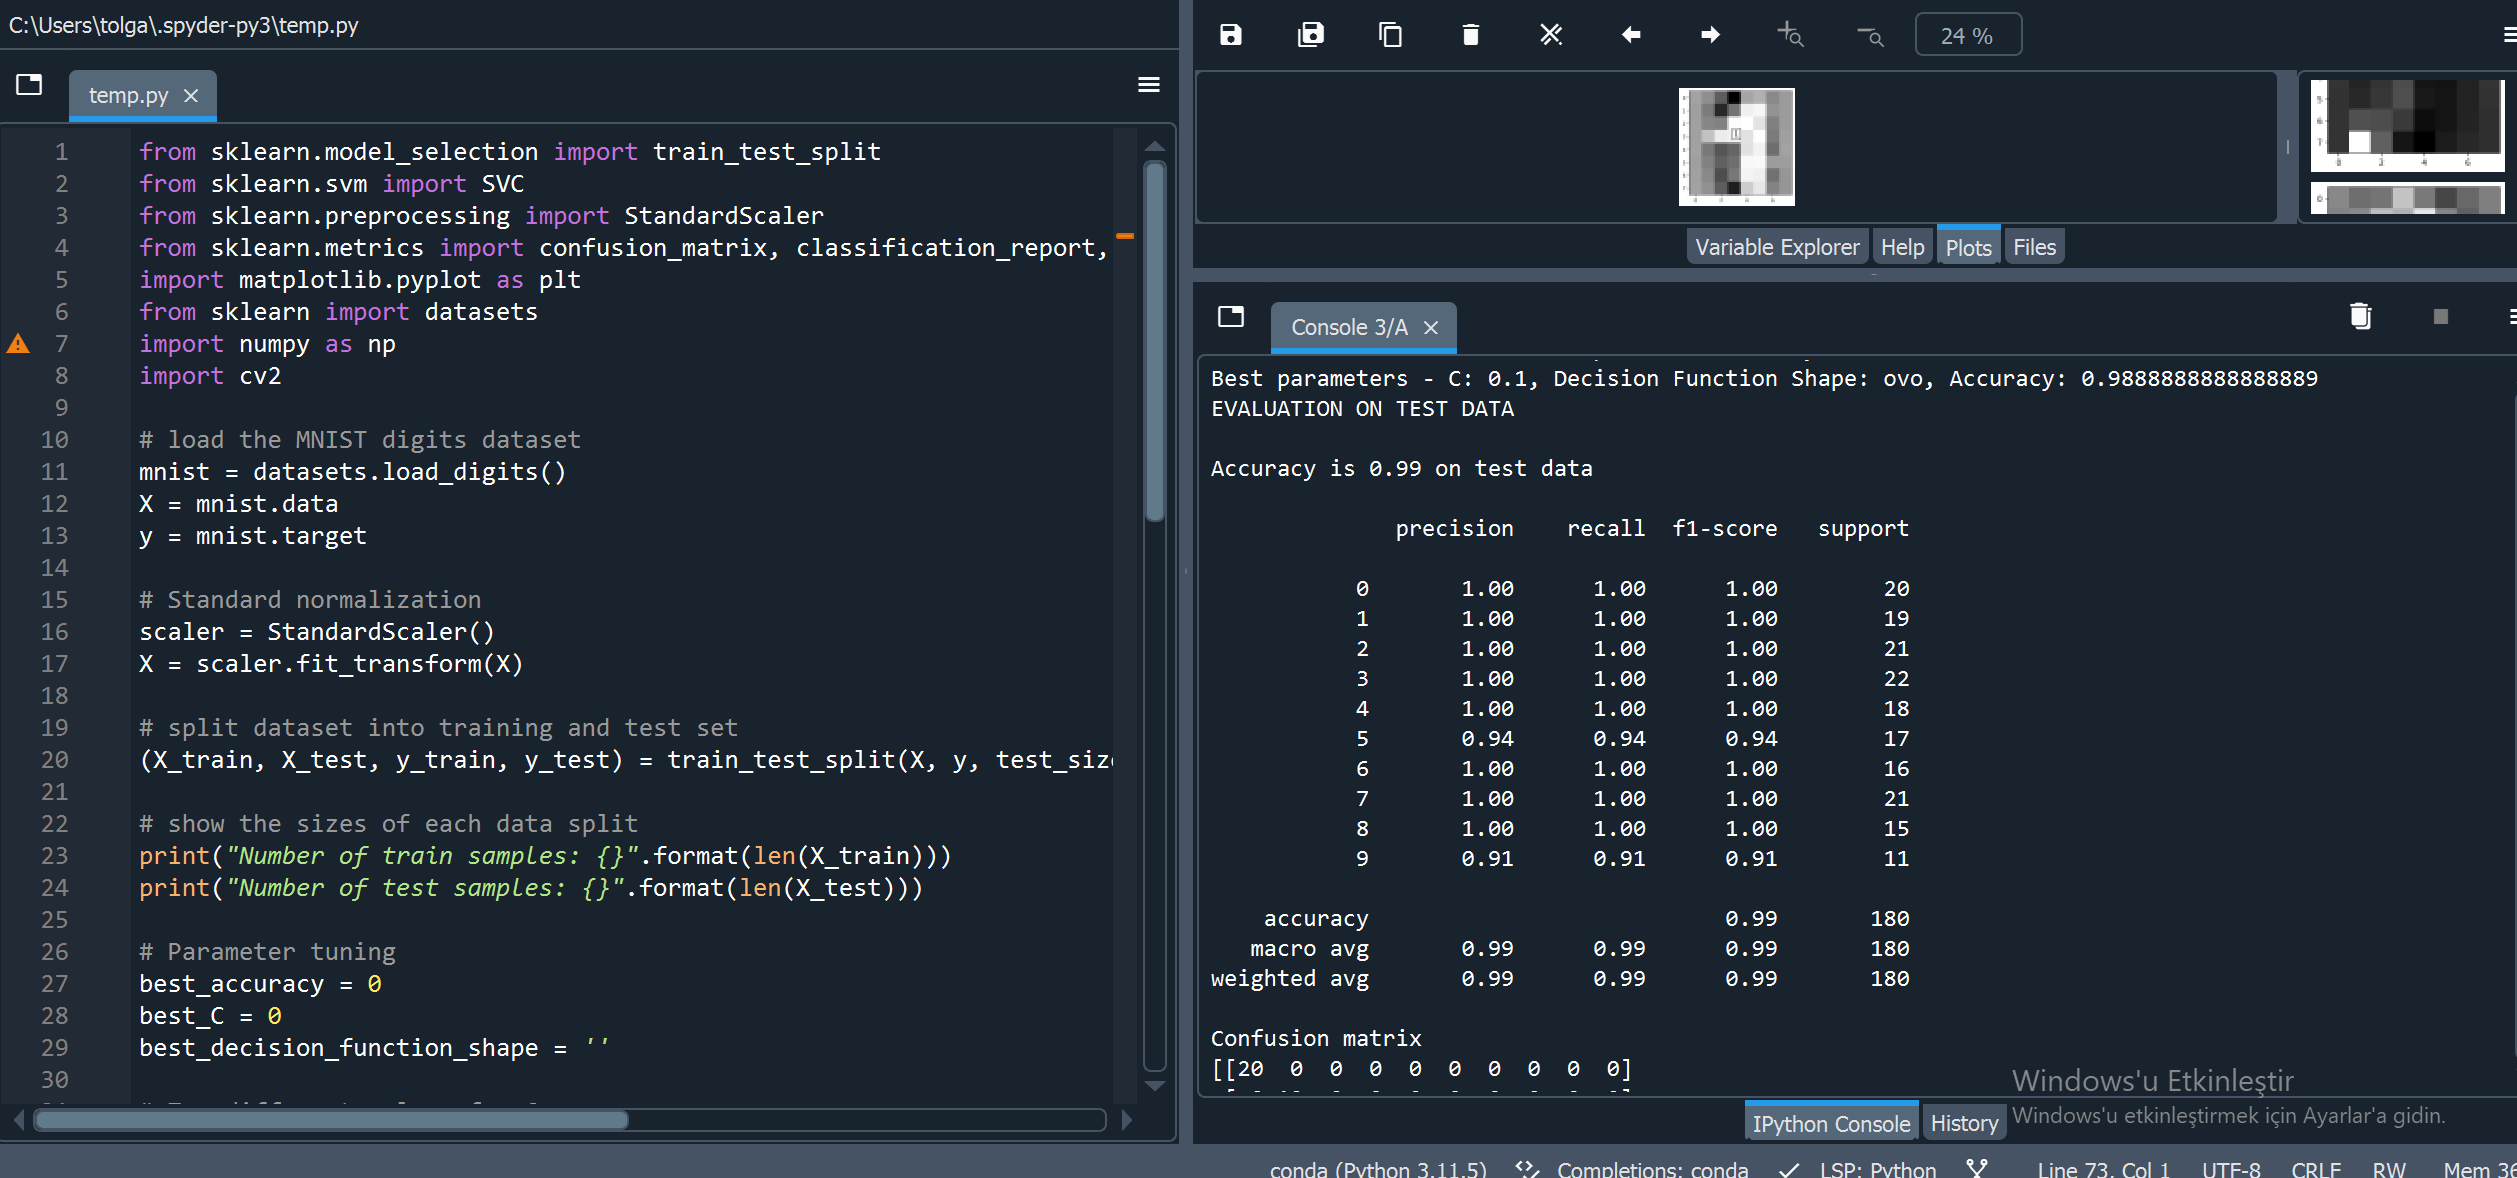 C:\Users\tolga\.spyder-py3\temp.py
temp.py
1 from sklearn.model_selection import train_test_split
2 from sklearn.svm import SVC
3 from sklearn.preprocessing import StandardScaler
4 from sklearn.metrics import confusion_matrix, classification_report,
5 import matplotlib.pyplot as plt
6 from sklearn import datasets
7 import numpy as np
8 import cv2
9
10 # load the MNIST digits dataset
11 mnist = datasets.load_digits()
12 X = mnist.data
13 y = mnist.target
14
15 # Standard normalization
16 scaler = StandardScaler()
17 X = scaler.fit_transform(X)
18
19 # split dataset into training and test set
20 (X_train, X_test, y_train, y_test) = train_test_split(X, y, test_size
21
22 # show the sizes of each data split
23 print("Number of train samples: {}".format(len(X_train)))
24 print("Number of test samples: {}".format(len(X_test)))
25
26 # Parameter tuning
27 best_accuracy = 0
28 best_C = 0
29 best_decision_function_shape = ''
30
24 %
Variable Explorer Help Plots Files
Console 3/A
Best parameters - C: 0.1, Decision Function Shape: ovo, Accuracy: 0.9888888888888889
EVALUATION ON TEST DATA
Accuracy is 0.99 on test data
precision recall f1-score support
0 1.00 1.00 1.00 20
1 1.00 1.00 1.00 19
2 1.00 1.00 1.00 21
3 1.00 1.00 1.00 22
4 1.00 1.00 1.00 18
5 0.94 0.94 0.94 17
6 1.00 1.00 1.00 16
7 1.00 1.00 1.00 21
8 1.00 1.00 1.00 15
9 0.91 0.91 0.91 11
accuracy 0.99 180
macro avg 0.99 0.99 0.99 180
weighted avg 0.99 0.99 0.99 180
Confusion matrix
[[20 0 0 0 0 0 0 0 0 0]
Windows'u Etkinleştir
Windows'u etkinleştirmek için Ayarlar'a gidin.
IPython Console History
conda (Python 3.11.5) Completions: conda LSP: Python Line 73, Col 1 UTF-8 CRLF RW Mem 36